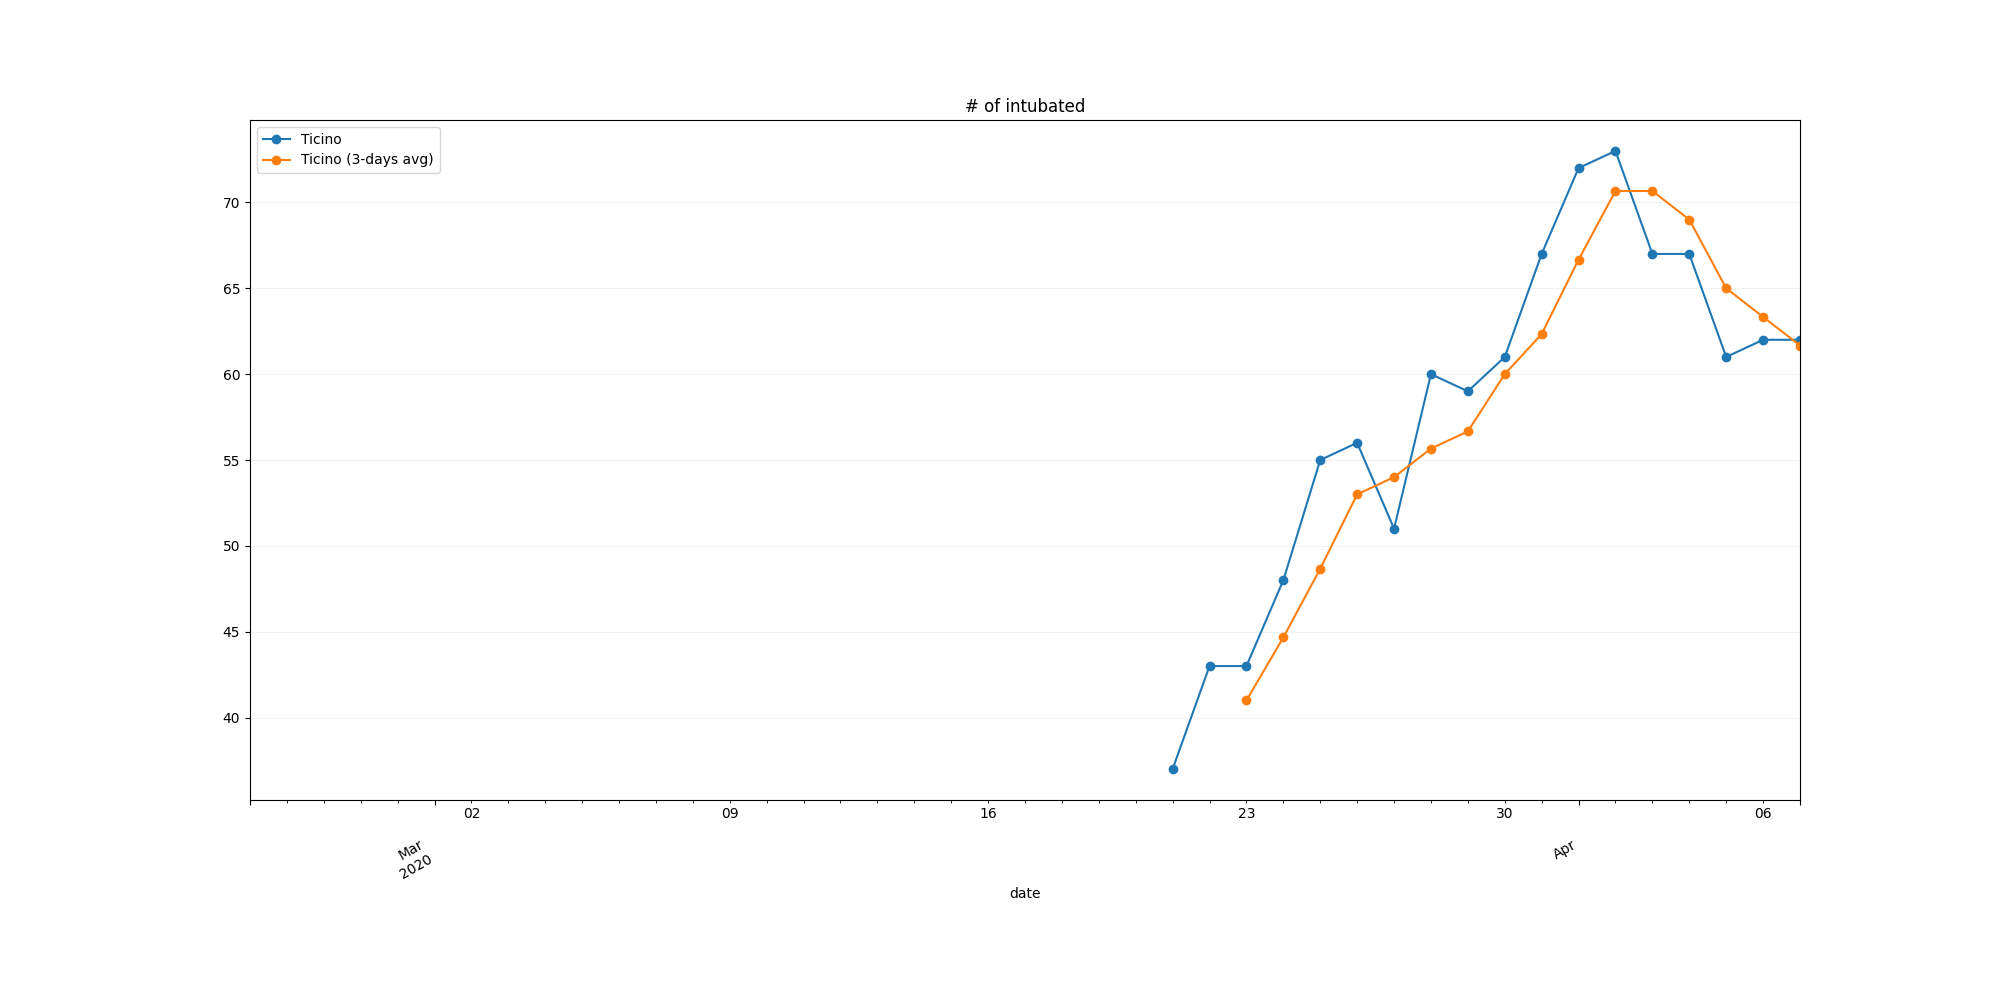 # of intubated
Ticino
Ticino (3-days avg)
70
65
60
55
50
45
40
02
09
16
23
30
06
Mar
2020
Apr
date